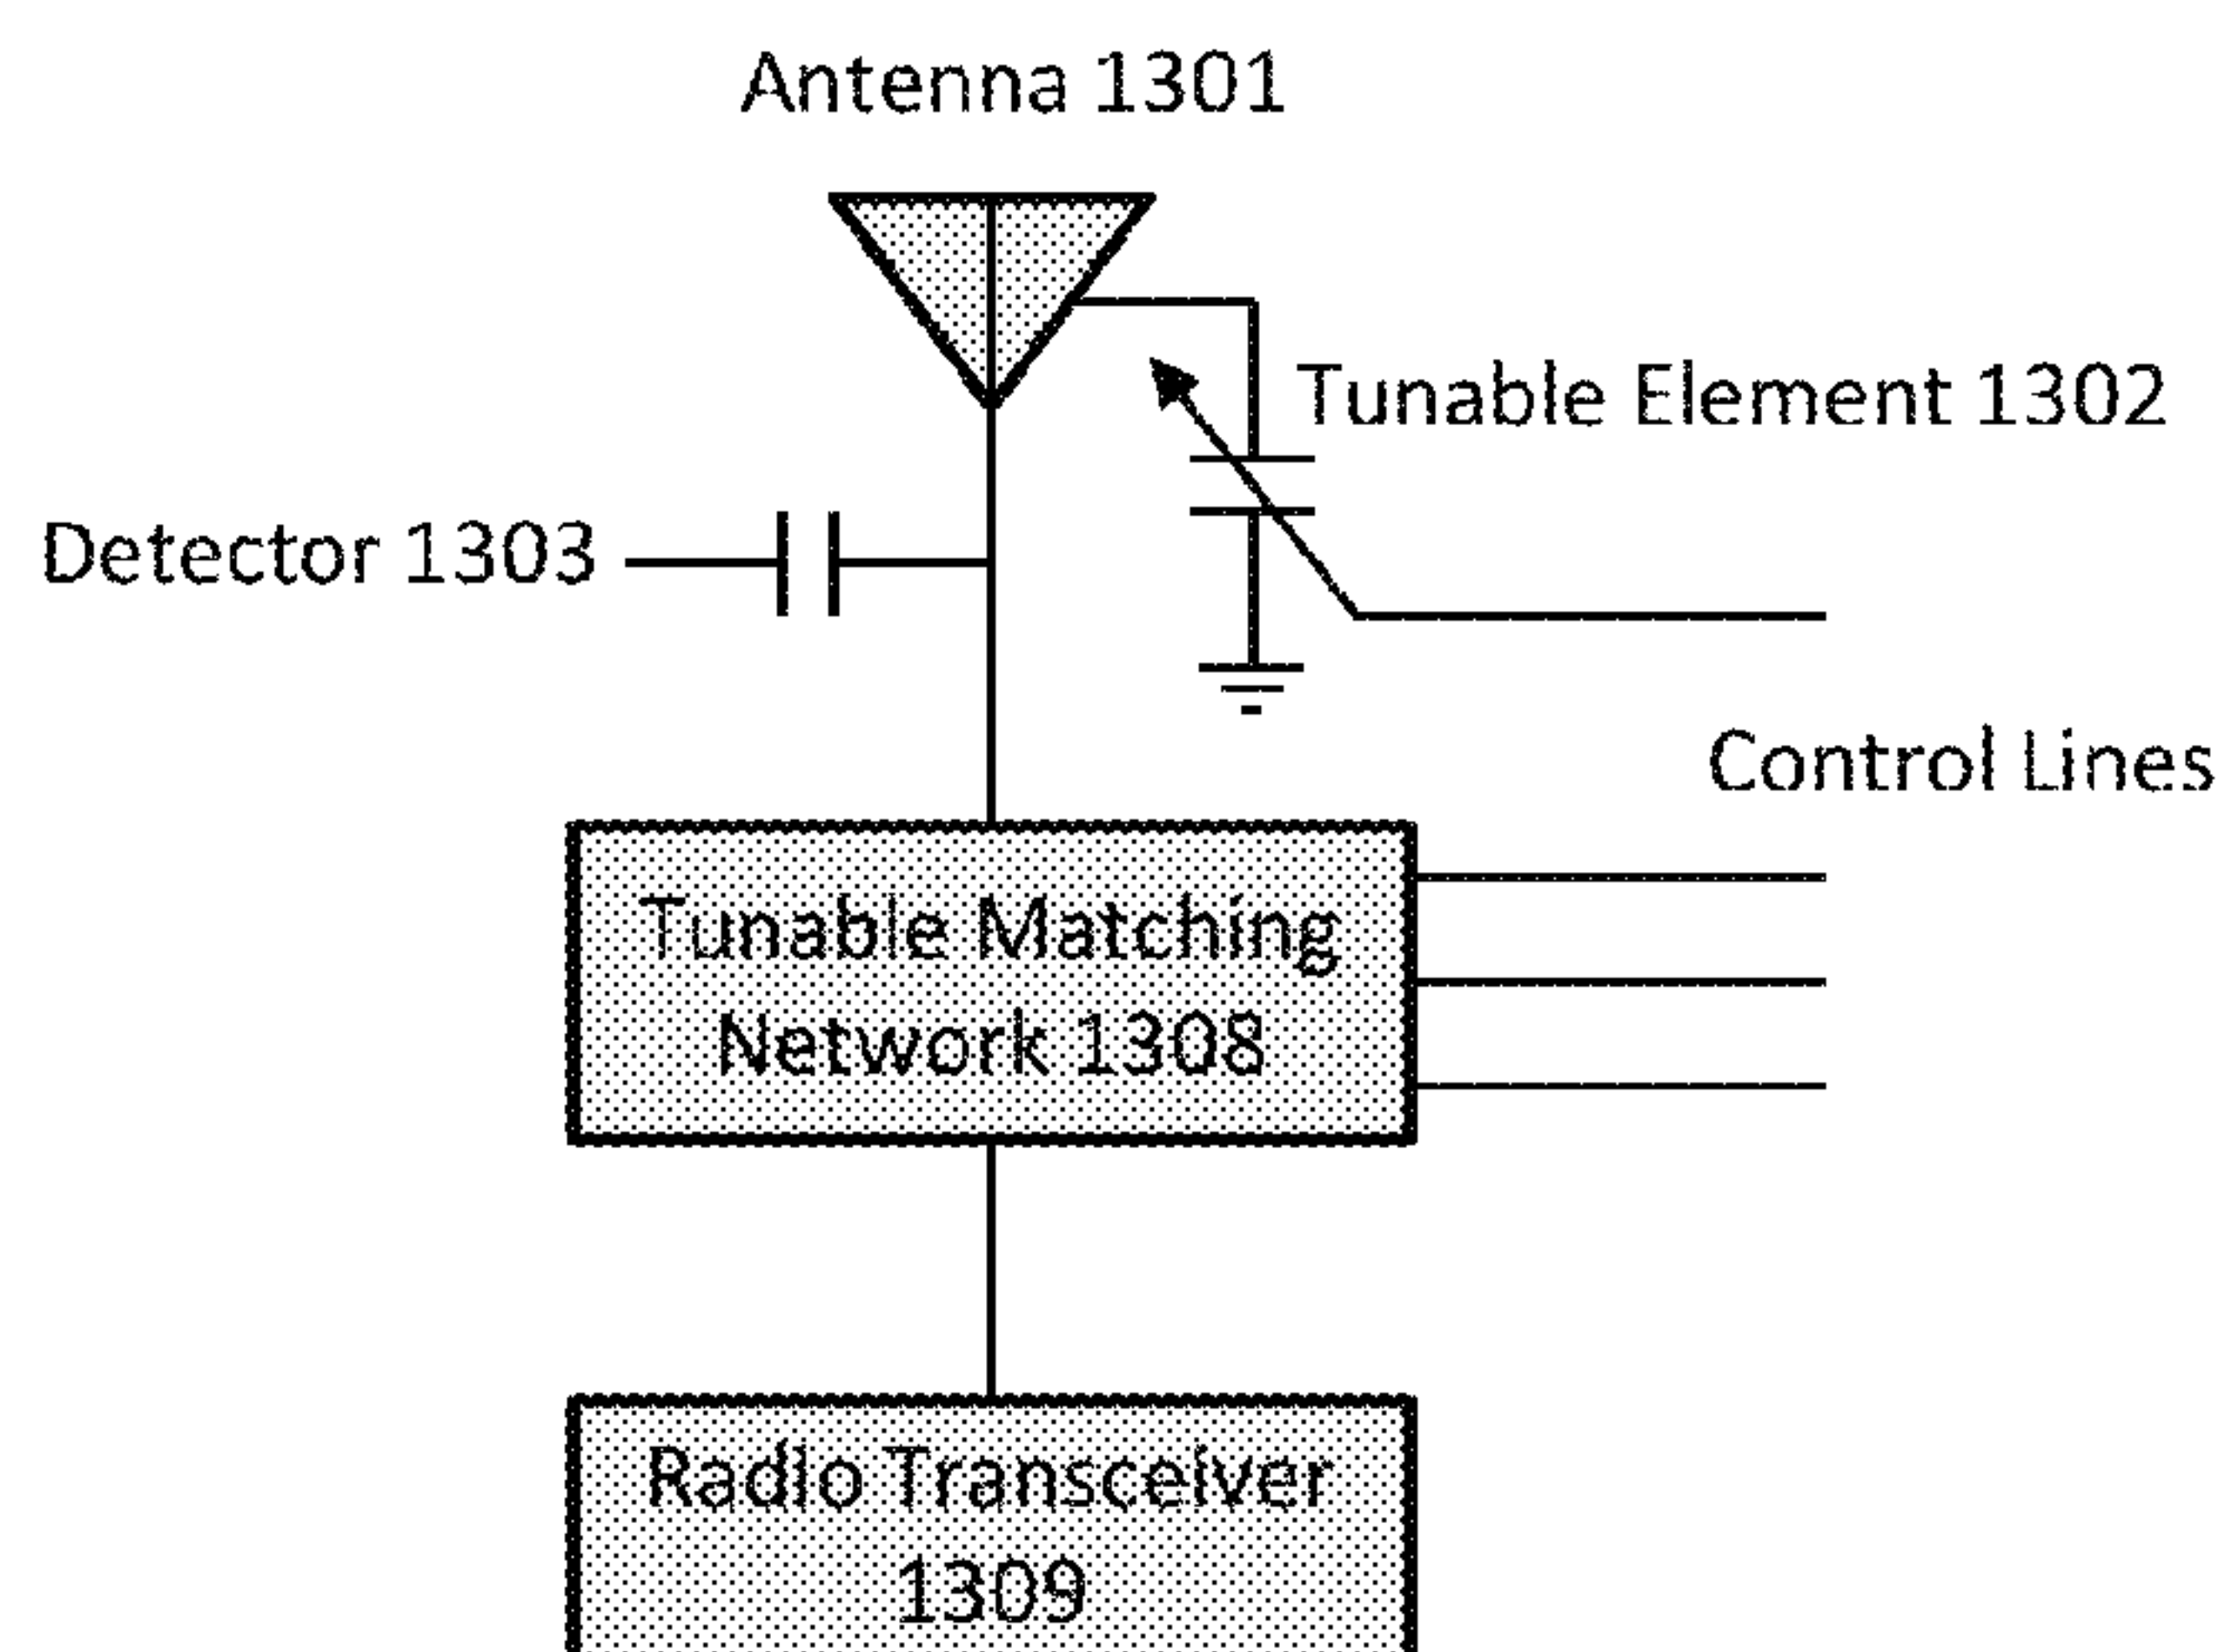 Antenna 1301
Tunable Element 1302
Detector 1303
Control Lines
Tunable Matching
Network 1308
Radio Transceiver
1309